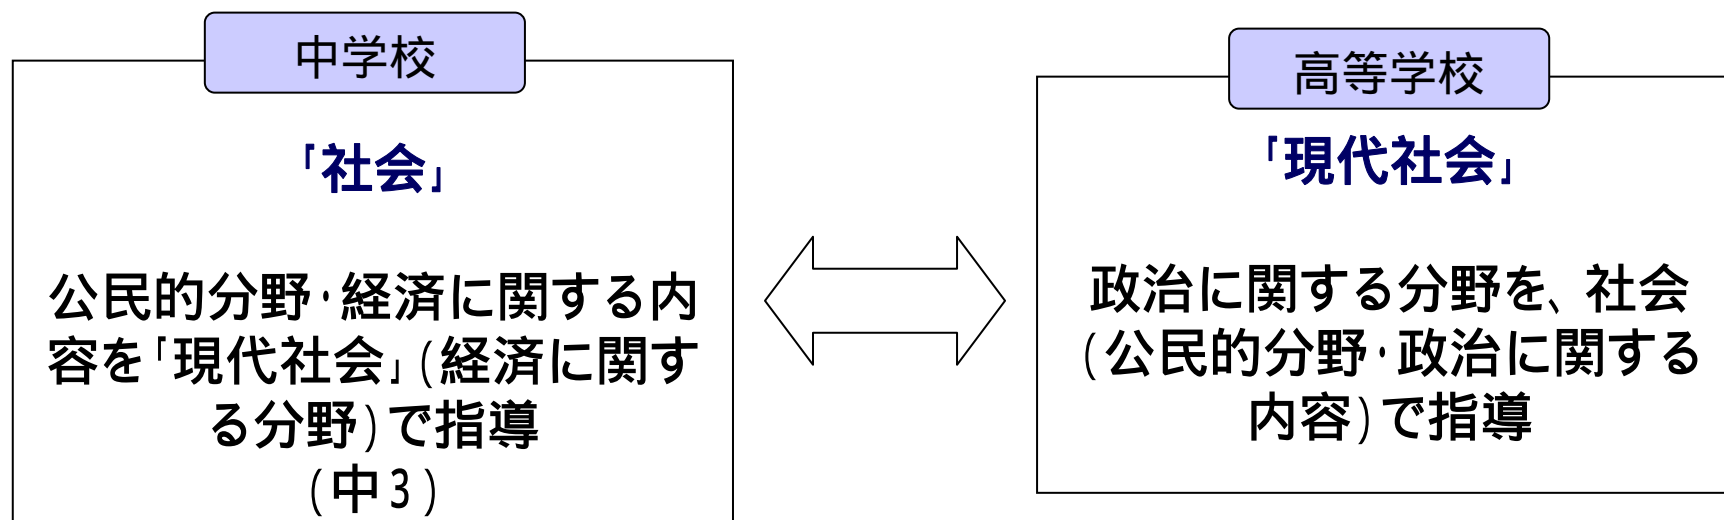 中学校
「社会」
公民的分野・経済に関する内
容を「現代社会」(経済に関す
る分野)で指導
(中3)
高等学校
「現代社会」
政治に関する分野を、社会
(公民的分野・政治に関する
内容)で指導